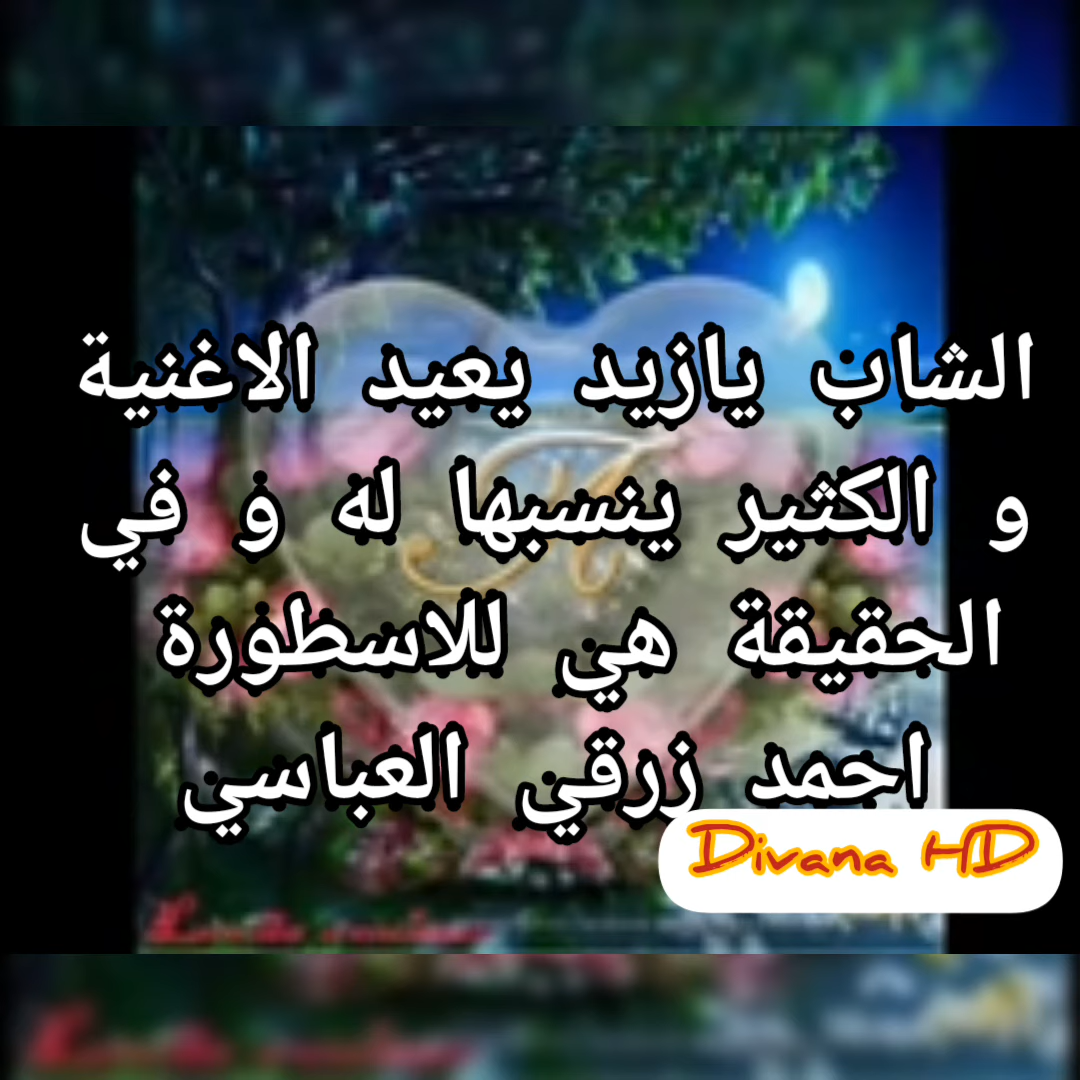 الشاب يازيد يعيد الاغنية
و الكثير ينسبها له و في
الحقيقة هي للاسطورة
احمد زرقي العباسي
Divana HD